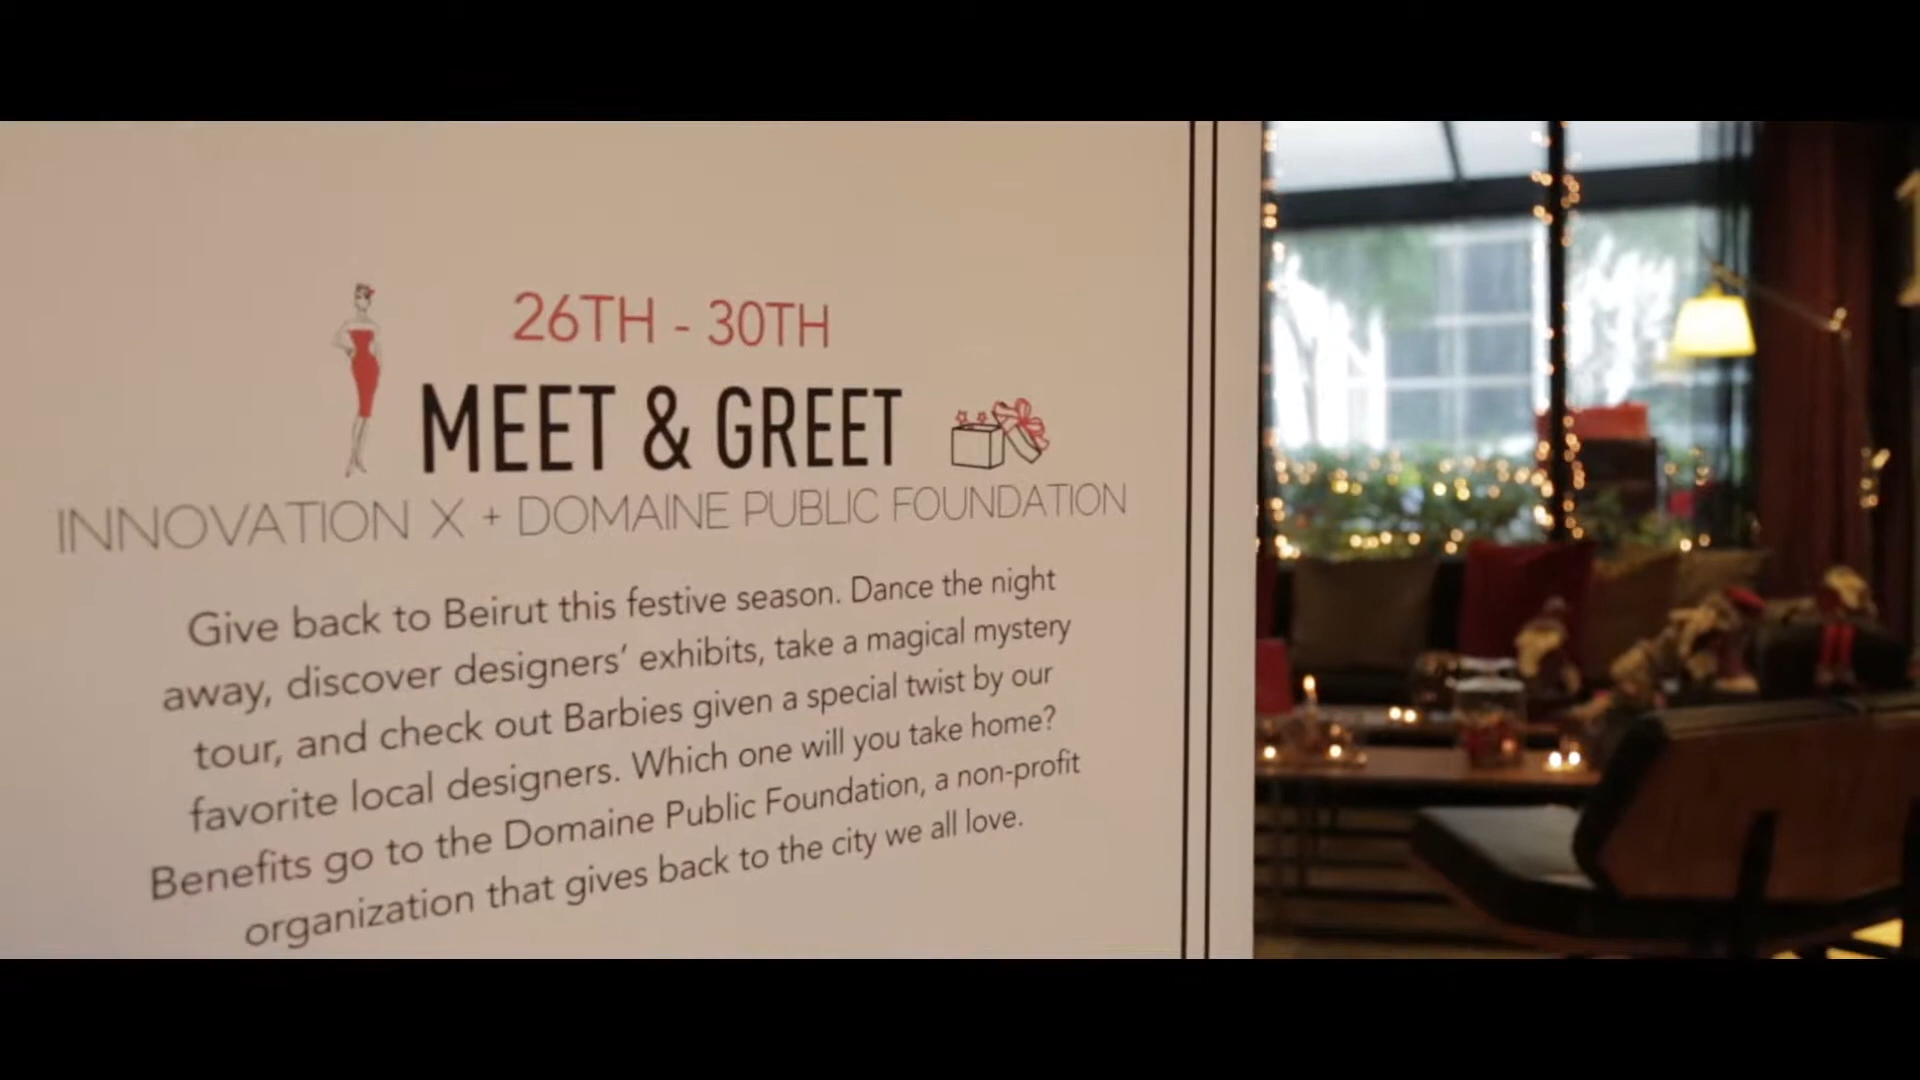 26TH - 30TH
MEET & GREET
INNOVATION X + DOMAINE PUBLIC FOUNDATION
Give back to Beirut this festive season. Dance the night
away, discover designers’ exhibits, take a magical mystery
tour, and check out Barbies given a special twist by our
favorite local designers. Which one will you take home?
Benefits go to the Domaine Public Foundation, a non-profit
organization that gives back to the city we all love.